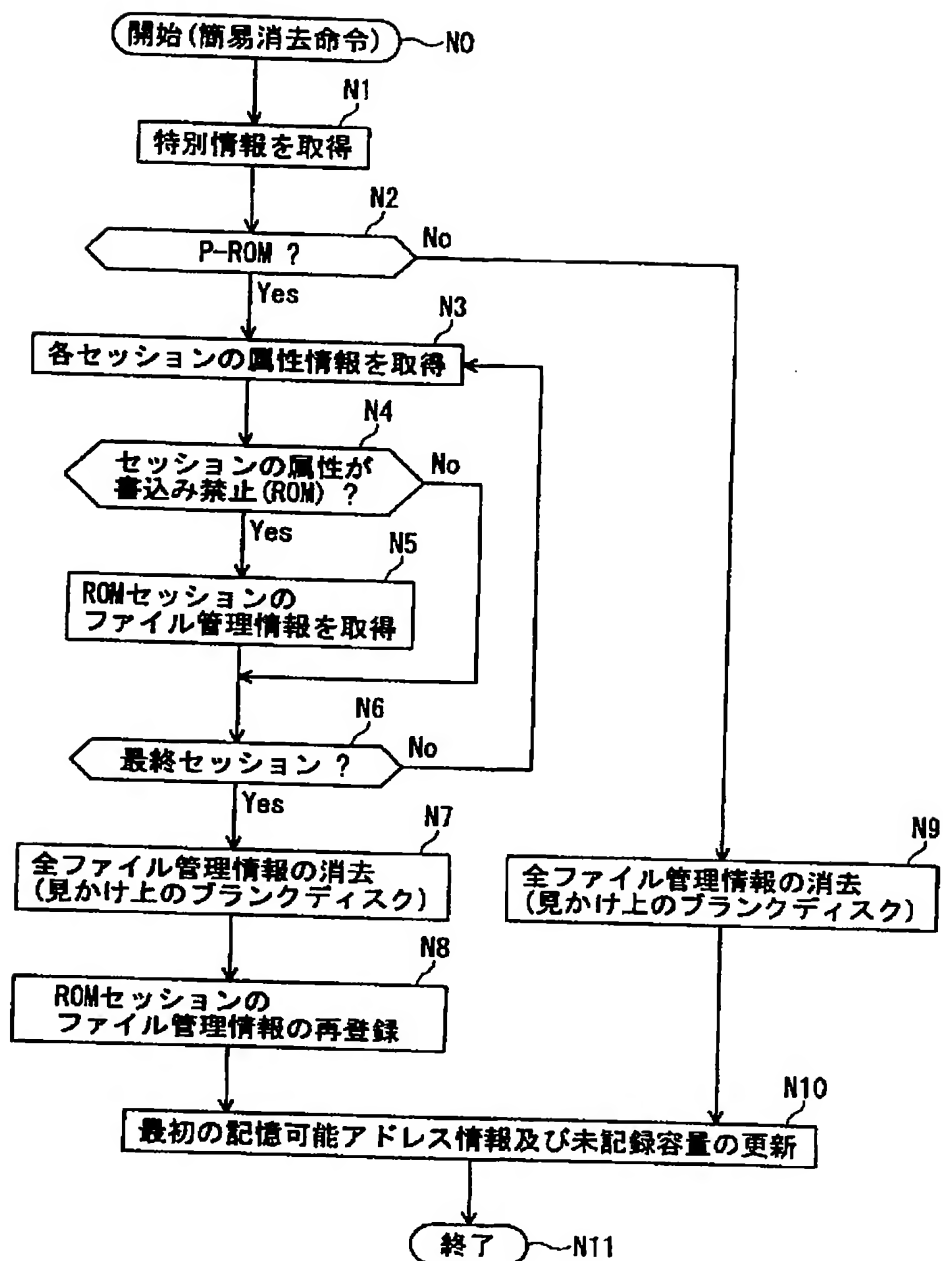 開始(簡易消去命令)
N0
N1
特別情報を取得
N2
P-ROM ?
No
Yes
N3
各セッションの属性情報を取得
N4
セッションの属性が
書込み禁止(ROM) ?
No
Yes
N5
ROMセッションの
ファイル管理情報を取得
N6
最終セッション ?
No
Yes
N7
全ファイル管理情報の消去
(見かけ上のブランクディスク)
N9
全ファイル管理情報の消去
(見かけ上のブランクディスク)
N8
ROMセッションの
ファイル管理情報の再登録
N10
最初の記憶可能アドレス情報及び未記録容量の更新
終了
N11